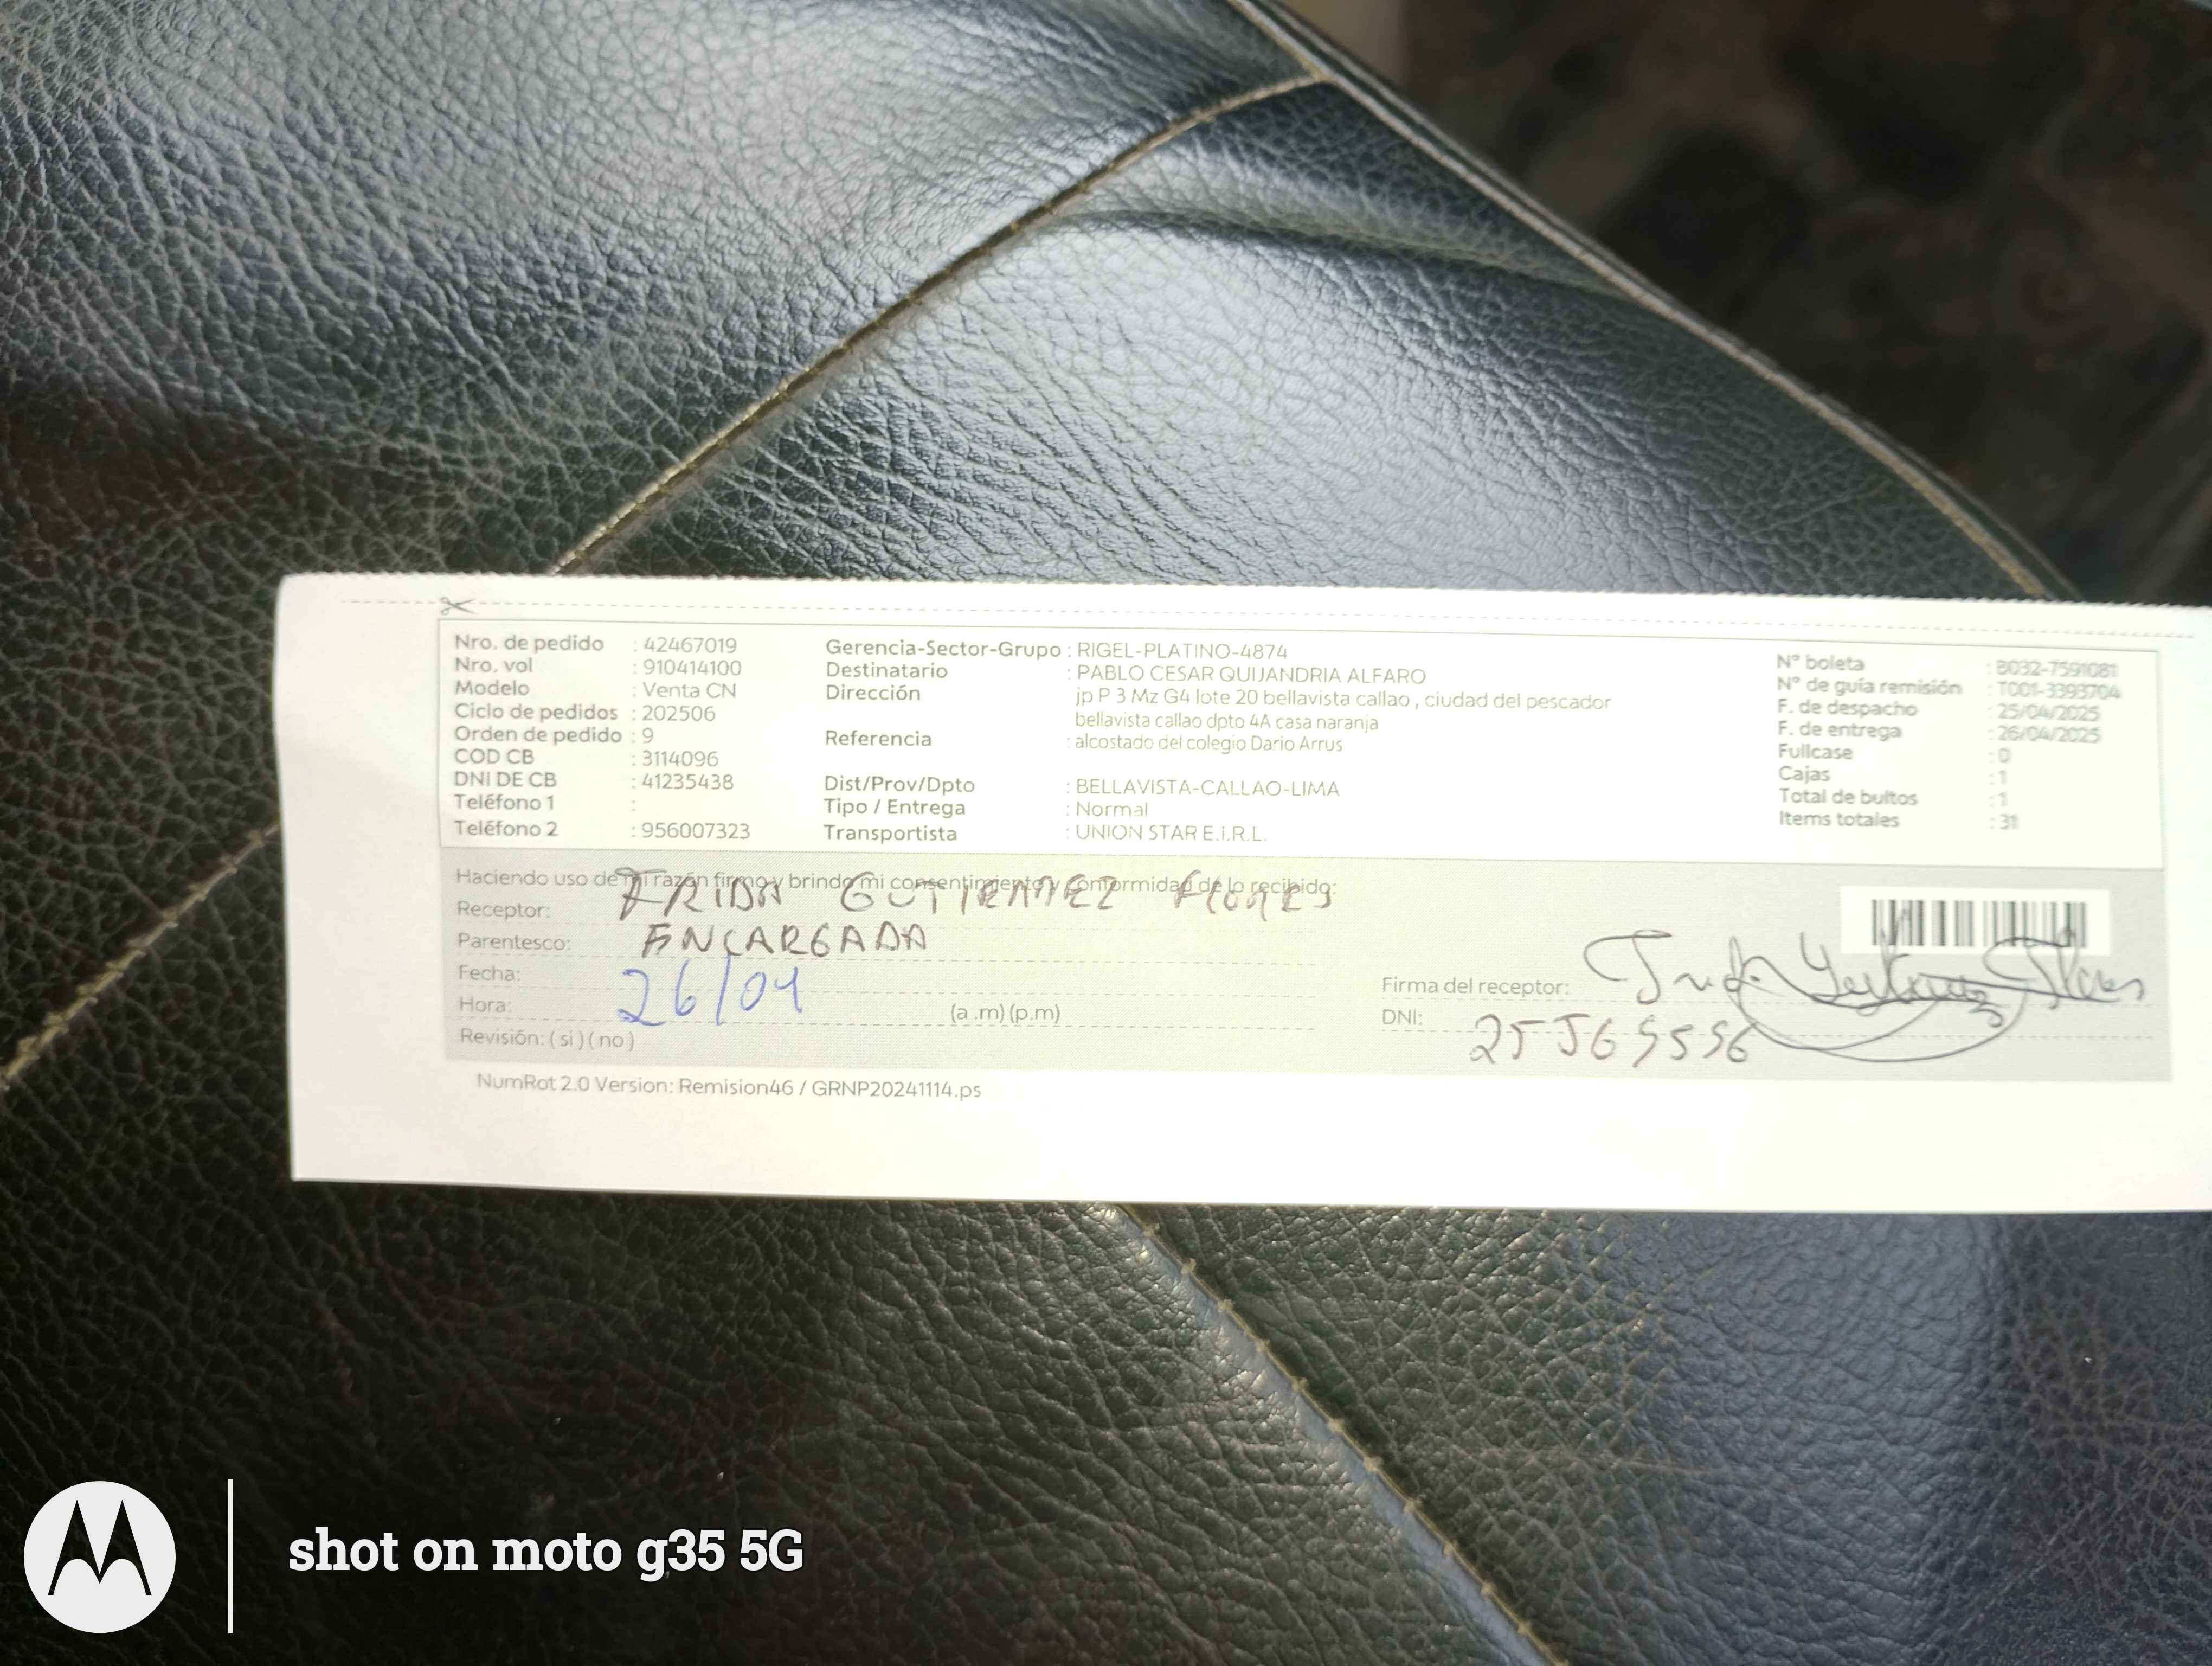 Nro. de pedido : 42467019
Nro. vol : 910414100
Modelo : Venta CN
Ciclo de pedidos : 202506
Orden de pedido : 9
COD CB : 3114096
DNI DE CB : 41235438
Teléfono 1 :
Teléfono 2 : 956007323
Gerencia-Sector-Grupo : RIGEL-PLATINO-4874
Destinatario : PABLO CESAR QUIJANDRIA ALFARO
Dirección : jp P 3 Mz G4 lote 20 bellavista callao , ciudad del pescador
bellavista callao dpto 4A casa naranja
Referencia : alcostado del colegio Dario Arrus
Dist/Prov/Dpto : BELLAVISTA-CALLAO-LIMA
Tipo / Entrega : Normal
Transportista : UNION STAR E.I.R.L.
N° boleta : B032-7591081
N° de guía remisión : T001-3393704
F. de despacho : 25/04/2025
F. de entrega : 26/04/2025
Fullcase : 0
Cajas : 1
Total de bultos : 1
Items totales : 31
Haciendo uso de mi razón firmo y brindo mi consentimiento y conformidad de lo recibido:
Receptor: FRIDA GUTIERREZ FLORES
Parentesco: ENCARGADA
Fecha: 26/04
Hora: (a .m) (p.m)
Revisión: ( si ) ( no )
Firma del receptor:
DNI:
NumRot 2.0 Version: Remision46 / GRNP20241114.ps
shot on moto g35 5G